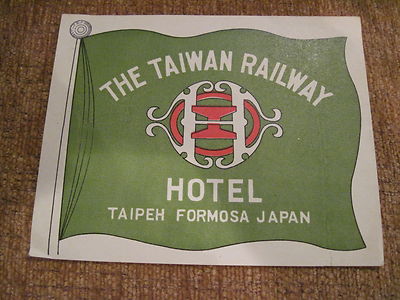 THE TAIWAN RAILWAY
HOTEL
TAIPEH FORMOSA JAPAN